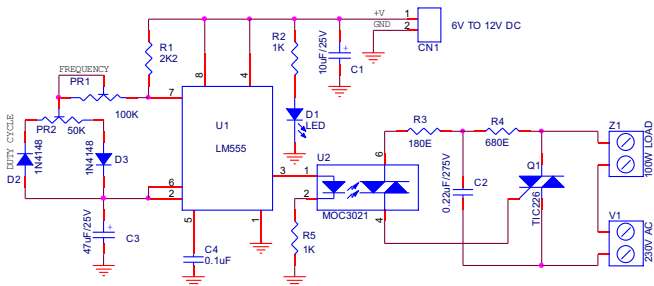 +V 1
GND 2
6V TO 12V DC
CN1
R1
2K2
R2
1K
10uF/25V
C1
FREQUENCY
PR1
100K
8
4
7
U1
LM555
D1
LED
DUTY CYCLE
PR2
50K
1N4148
D2
1N4148
D3
6
2
3
5
1
47uF/25V
C3
C4
0.1uF
U2
1
2
6
4
MOC3021
R5
1K
R3
180E
R4
680E
0.22uF/275V
C2
Q1
TIC226
Z1
100W LOAD
V1
230V AC